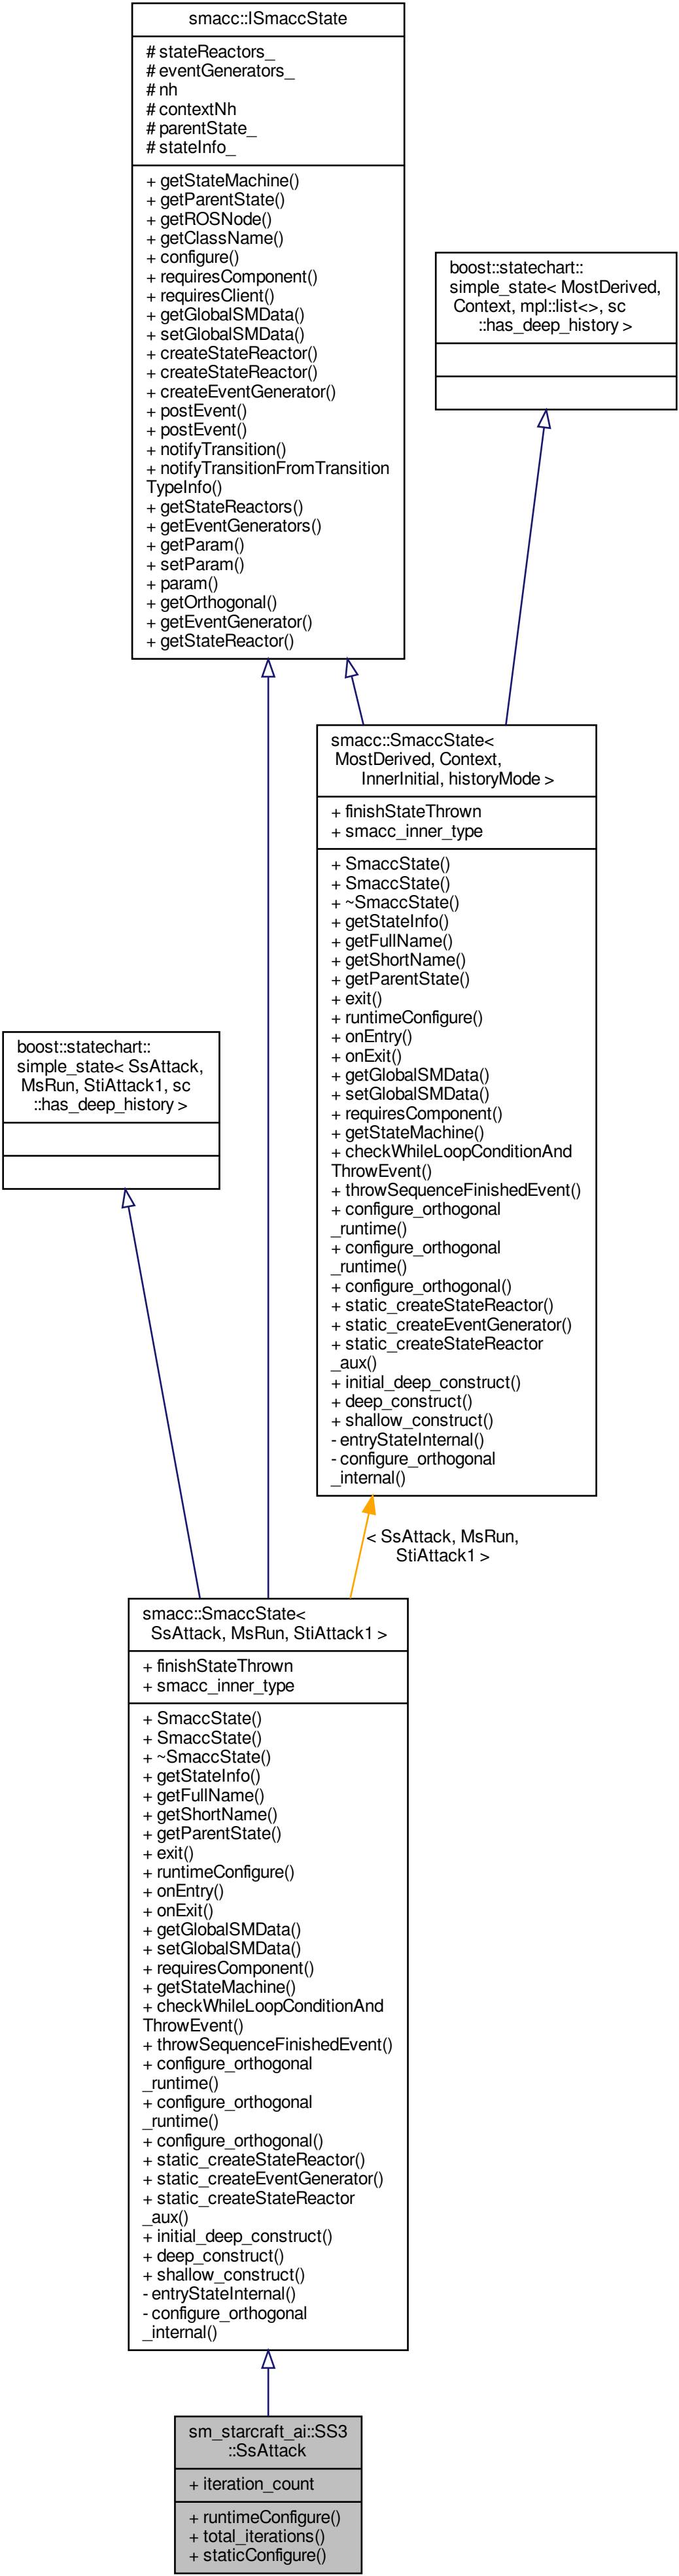 smacc::ISmaccState
# stateReactors_
# eventGenerators_
# nh
# contextNh
# parentState_
# stateInfo_
+ getStateMachine()
+ getParentState()
+ getROSNode()
+ getClassName()
+ configure()
+ requiresComponent()
+ requiresClient()
+ getGlobalSMData()
+ setGlobalSMData()
+ createStateReactor()
+ createStateReactor()
+ createEventGenerator()
+ postEvent()
+ postEvent()
+ notifyTransition()
+ notifyTransitionFromTransition
TypeInfo()
+ getStateReactors()
+ getEventGenerators()
+ getParam()
+ setParam()
+ param()
+ getOrthogonal()
+ getEventGenerator()
+ getStateReactor()
boost::statechart::
simple_state< MostDerived,
Context, mpl::list<>, sc
::has_deep_history >
smacc::SmaccState<
MostDerived, Context,
InnerInitial, historyMode >
+ finishStateThrown
+ smacc_inner_type
+ SmaccState()
+ SmaccState()
+ ~SmaccState()
+ getStateInfo()
+ getFullName()
+ getShortName()
+ getParentState()
+ exit()
+ runtimeConfigure()
+ onEntry()
+ onExit()
+ getGlobalSMData()
+ setGlobalSMData()
+ requiresComponent()
+ getStateMachine()
+ checkWhileLoopConditionAnd
ThrowEvent()
+ throwSequenceFinishedEvent()
+ configure_orthogonal
_runtime()
+ configure_orthogonal
_runtime()
+ configure_orthogonal()
+ static_createStateReactor()
+ static_createEventGenerator()
+ static_createStateReactor
_aux()
+ initial_deep_construct()
+ deep_construct()
+ shallow_construct()
- entryStateInternal()
- configure_orthogonal
_internal()
boost::statechart::
simple_state< SsAttack,
MsRun, StiAttack1, sc
::has_deep_history >
< SsAttack, MsRun,
StiAttack1 >
smacc::SmaccState<
SsAttack, MsRun, StiAttack1 >
+ finishStateThrown
+ smacc_inner_type
+ SmaccState()
+ SmaccState()
+ ~SmaccState()
+ getStateInfo()
+ getFullName()
+ getShortName()
+ getParentState()
+ exit()
+ runtimeConfigure()
+ onEntry()
+ onExit()
+ getGlobalSMData()
+ setGlobalSMData()
+ requiresComponent()
+ getStateMachine()
+ checkWhileLoopConditionAnd
ThrowEvent()
+ throwSequenceFinishedEvent()
+ configure_orthogonal
_runtime()
+ configure_orthogonal
_runtime()
+ configure_orthogonal()
+ static_createStateReactor()
+ static_createEventGenerator()
+ static_createStateReactor
_aux()
+ initial_deep_construct()
+ deep_construct()
+ shallow_construct()
- entryStateInternal()
- configure_orthogonal
_internal()
sm_starcraft_ai::SS3
::SsAttack
+ iteration_count
+ runtimeConfigure()
+ total_iterations()
+ staticConfigure()